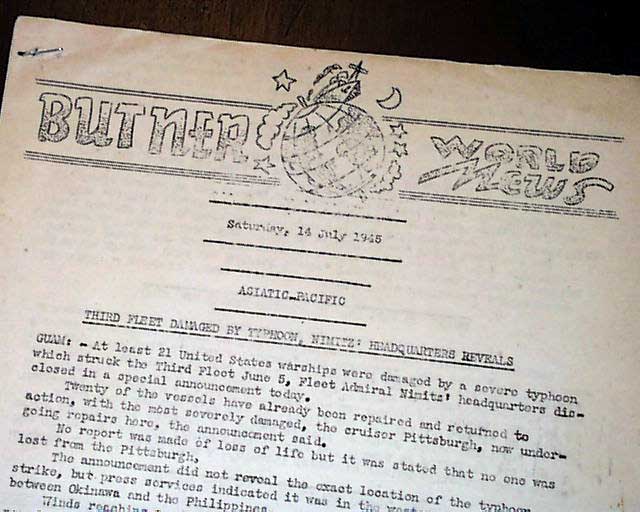 BUTNER WORLD NEWS
Saturday, 14 July 1945
ASIATIC-PACIFIC
THIRD FLEET DAMAGED BY TYPHOON, NIMITZ' HEADQUARTERS REVEALS
GUAM: - At least 21 United States warships were damaged by a severe typhoon
which struck the Third Fleet June 5, Fleet Admiral Nimits' headquarters dis-
closed in a special announcement today.
Twenty of the vessels have already been repaired and returned to
action, with the most severely damaged, the cruiser Pittsburgh, now under-
going repairs here, the announcement said.
No report was made of loss of life but it was stated that no one was
lost from the Pittsburgh.
The announcement did not reveal the exact location of the typhoon
strike, but press services indicated it was in the
between Okinawa and the Philippines.
Winds reaching